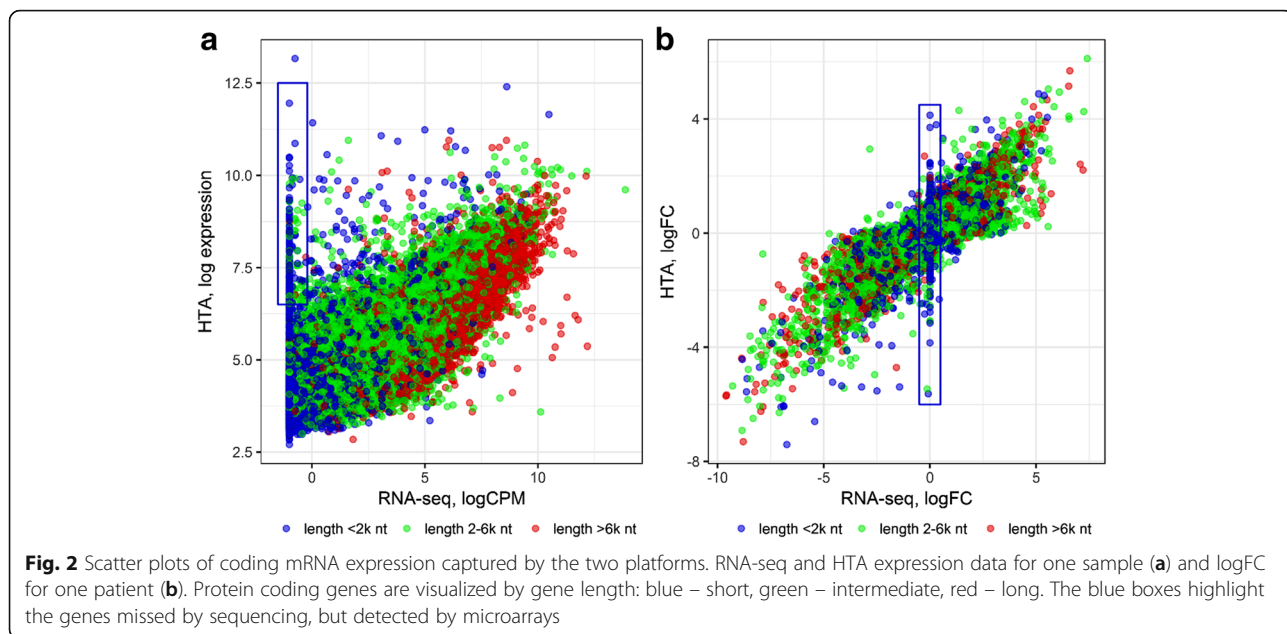 a
12.5
10.0
7.5
5.0
2.5
HTA, log expression
0
5
10
RNA-seq, logCPM
length <2k nt
length 2-6k nt
length >6k nt
b
4
0
-4
-8
HTA, logFC
-10
-5
0
5
RNA-seq, logFC
length <2k nt
length 2-6k nt
length >6k nt
Fig. 2 Scatter plots of coding mRNA expression captured by the two platforms. RNA-seq and HTA expression data for one sample (a) and logFC
for one patient (b). Protein coding genes are visualized by gene length: blue – short, green – intermediate, red – long. The blue boxes highlight
the genes missed by sequencing, but detected by microarrays